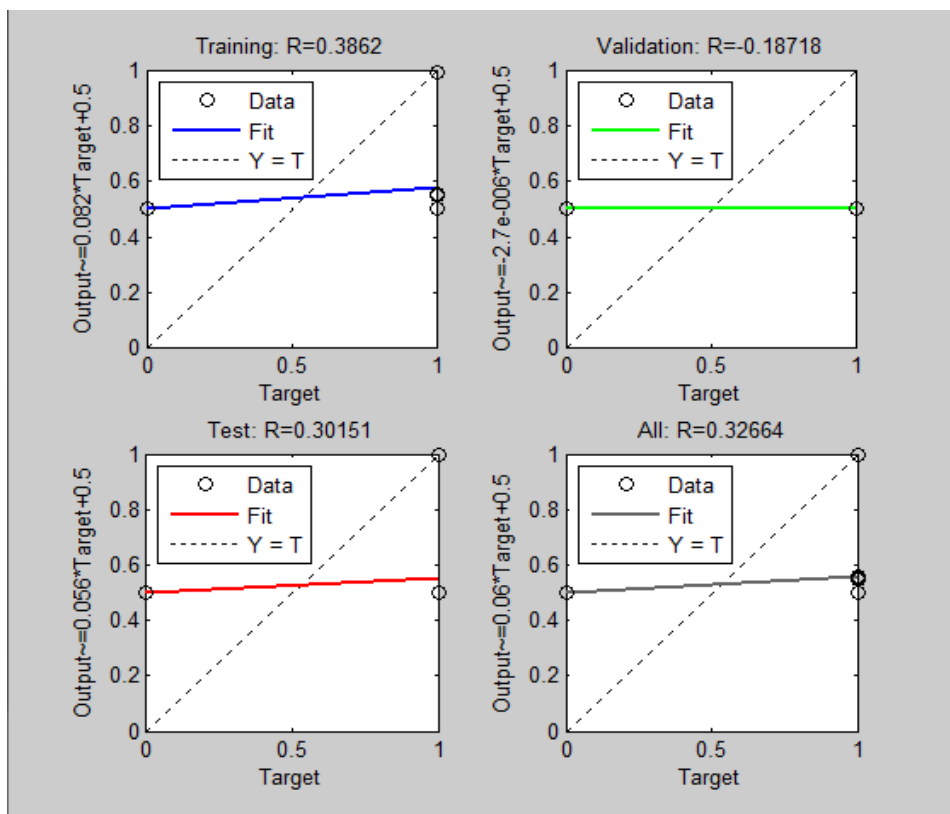 Training: R=0.3862
Output~=0.082*Target+0.5
1
0.8
0.6
0.4
0.2
0
Data
Fit
Y = T
0
0.5
1
Target
Validation: R=-0.18718
Output~=-2.7e-006*Target+0.5
1
0.8
0.6
0.4
0.2
0
Data
Fit
Y = T
0
0.5
1
Target
Test: R=0.30151
Output~=0.056*Target+0.5
1
0.8
0.6
0.4
0.2
0
Data
Fit
Y = T
0
0.5
1
Target
All: R=0.32664
Output~=0.06*Target+0.5
1
0.8
0.6
0.4
0.2
0
Data
Fit
Y = T
0
0.5
1
Target